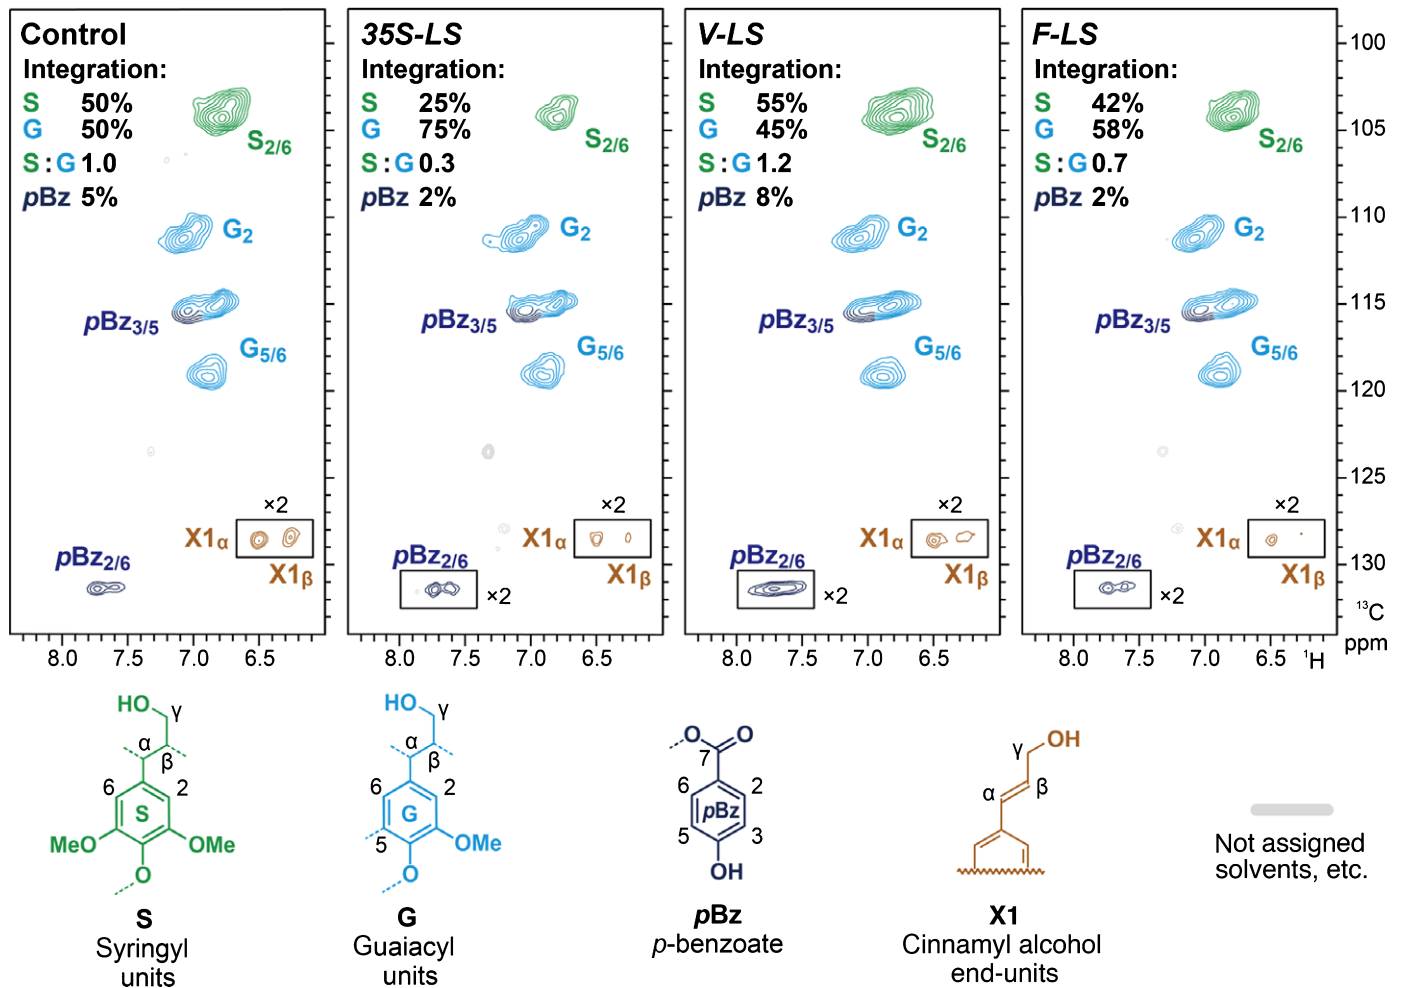 Control
Integration:
S 50%
G 50%
S:G 1.0
pBz 5%
S2/6
G2
pBz3/5
G5/6
×2
X1α
X1β
pBz2/6
8.0 7.5 7.0 6.5
35S-LS
Integration:
S 25%
G 75%
S:G 0.3
pBz 2%
S2/6
G2
pBz3/5
G5/6
×2
X1α
X1β
pBz2/6
×2
8.0 7.5 7.0 6.5
V-LS
Integration:
S 55%
G 45%
S:G 1.2
pBz 8%
S2/6
G2
pBz3/5
G5/6
×2
X1α
X1β
pBz2/6
×2
8.0 7.5 7.0 6.5
F-LS
Integration:
S 42%
G 58%
S:G 0.7
pBz 2%
S2/6
G2
pBz3/5
G5/6
×2
X1α
X1β
pBz2/6
×2
8.0 7.5 7.0 6.5 1H
100
105
110
115
120
125
130
13C
ppm
HO γ
α
β
6 2
S
MeO OMe
O
S
Syringyl
units
HO γ
α
β
6 2
G
5 OMe
O
G
Guaiacyl
units
O O
7
6 2
pBz
5 3
OH
pBz
p-benzoate
γ OH
α β
X1
Cinnamyl alcohol
end-units
Not assigned
solvents, etc.